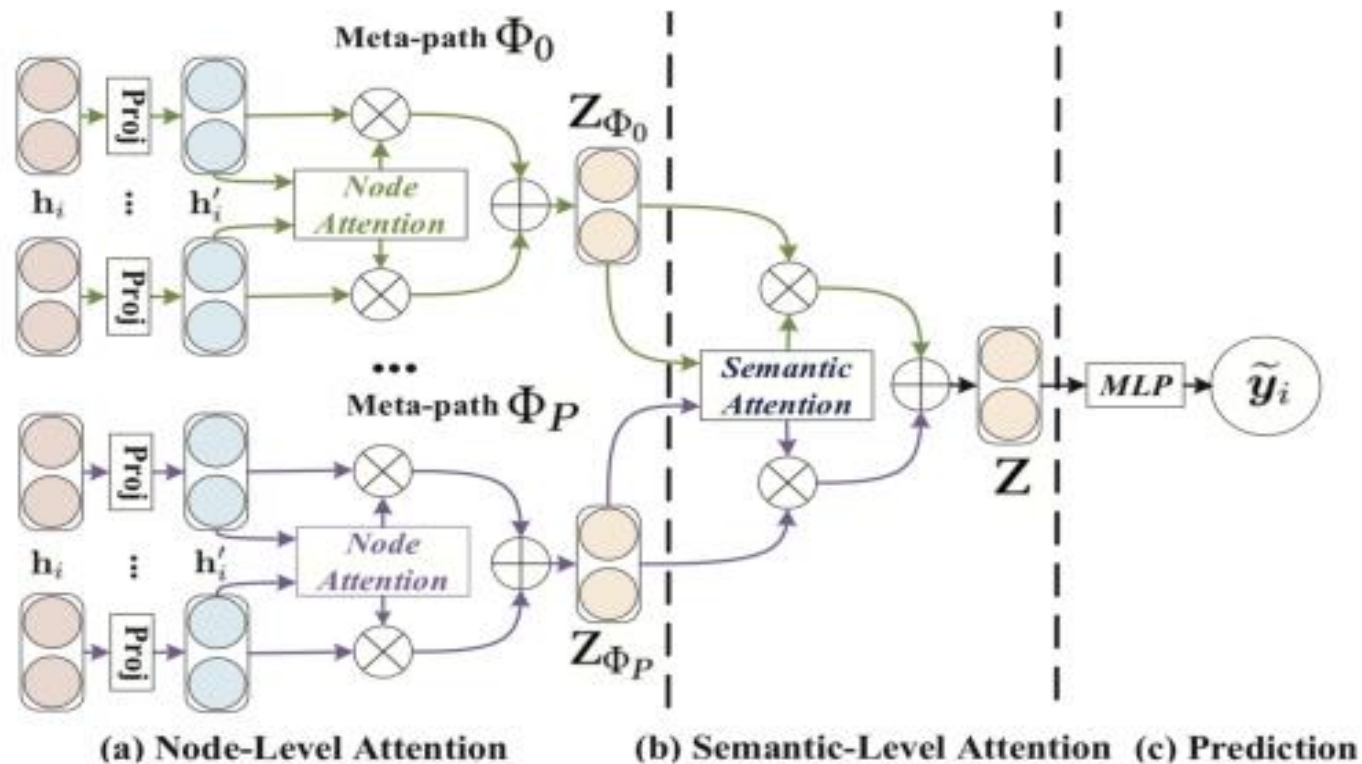 Meta-path Φ₀
Proj
h_i ... h'_i
Node
Attention
Proj
Z_Φ₀
...
Meta-path Φ_P
Proj
h_i ... h'_i
Node
Attention
Proj
Z_Φ_P
Semantic
Attention
Z
MLP
ỹ_i
(a) Node-Level Attention (b) Semantic-Level Attention (c) Prediction